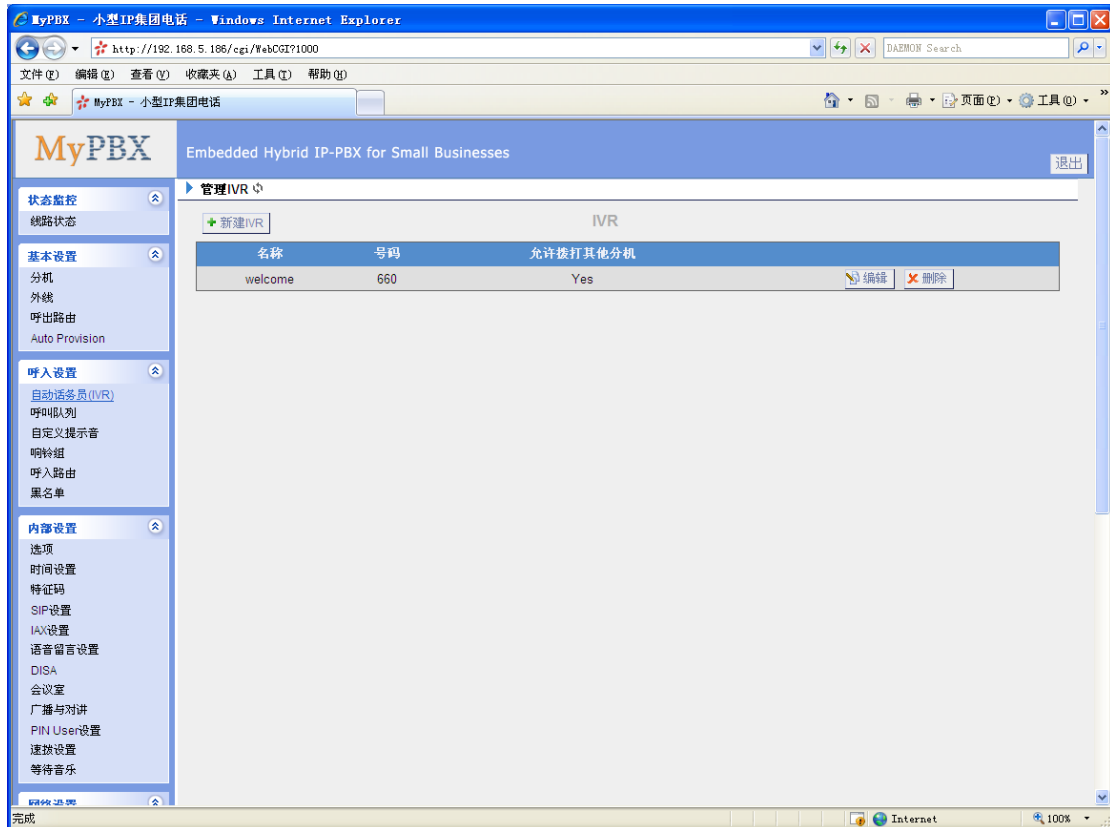 MyPBX - 小型IP集团电话 - Windows Internet Explorer
http://192.168.5.186/cgi/WebCGI?1000
DAEMON Search
文件(F) 编辑(E) 查看(V) 收藏夹(A) 工具(T) 帮助(H)
MyPBX - 小型IP集团电话
页面(P) 工具(O) »
MyPBX
Embedded Hybrid IP-PBX for Small Businesses
退出
状态监控
线路状态
基本设置
分机
外线
呼出路由
Auto Provision
呼入设置
自动话务员(IVR)
呼叫队列
自定义提示音
响铃组
呼入路由
黑名单
内部设置
选项
时间设置
特征码
SIP设置
IAX设置
语音留言设置
DISA
会议室
广播与对讲
PIN User设置
速拨设置
等待音乐
网络设置
管理IVR
新建IVR
IVR
名称 号码 允许拨打其他分机
welcome 660 Yes 编辑 删除
完成
Internet
100%